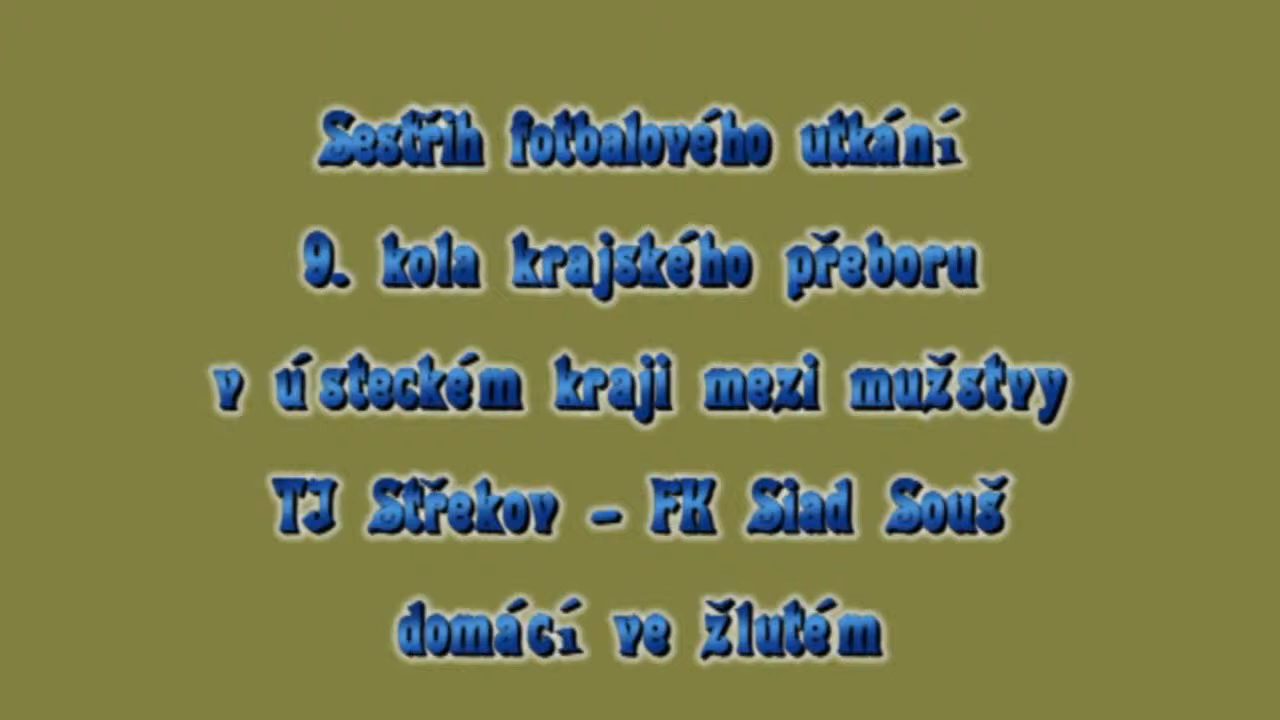 Sestřih fotbalového utkání
9. kola krajského přeboru
v ústeckém kraji mezi mužstvy
TJ Střekov - FK Siad Souš
domácí ve žlutém